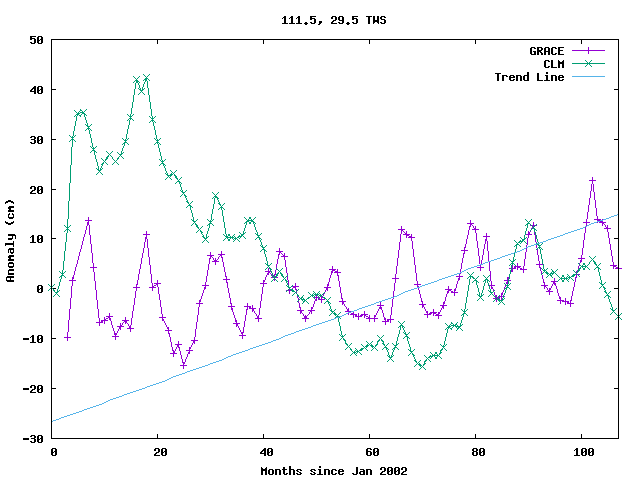 111.5, 29.5 TWS
GRACE
CLM
Trend Line
Anomaly (cm)
50
40
30
20
10
0
-10
-20
-30
0 20 40 60 80 100
Months since Jan 2002